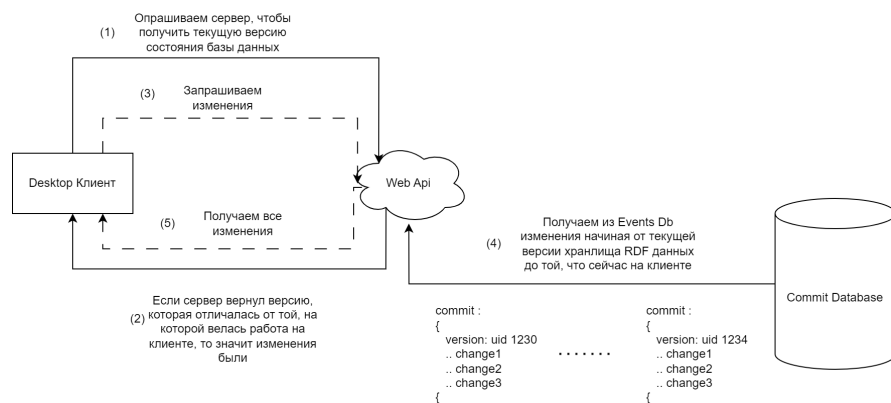 Опрашиваем сервер, чтобы
(1)
получить текущую версию
состояния базы данных
(3)
Запрашиваем
изменения
Desktop Клиент
Web Api
(5)
Получаем все
изменения
Получаем из Events Db
изменения начиная от текущей
(4)
версии хранлища RDF данных
до той, что сейчас на клиенте
Commit Database
Если сервер вернул версию,
которая отличалась от той, на
(2)
которой велась работа на
клиенте, то значит изменения
были
commit :
{
version: uid 1230
.. change1
.. change2
.. change3
{
. . . . . . .
commit :
{
version: uid 1234
.. change1
.. change2
.. change3
{